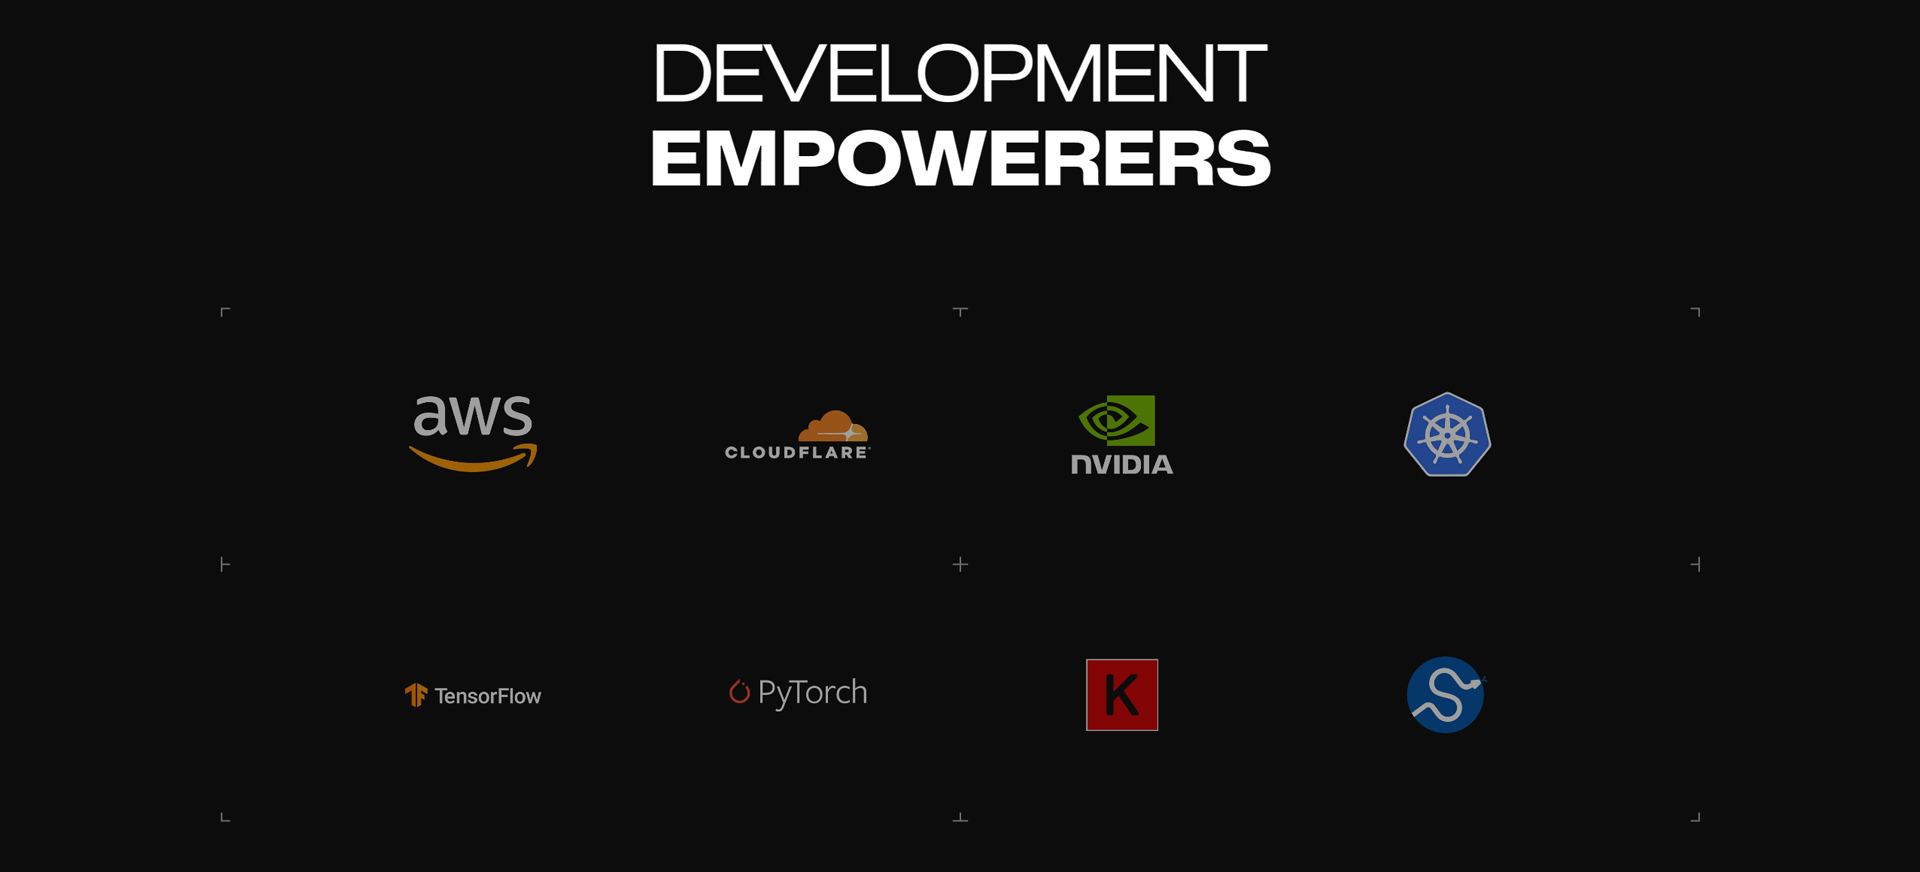 DEVELOPMENT
EMPOWERERS
aws
CLOUDFLARE
NVIDIA
TensorFlow
PyTorch
K